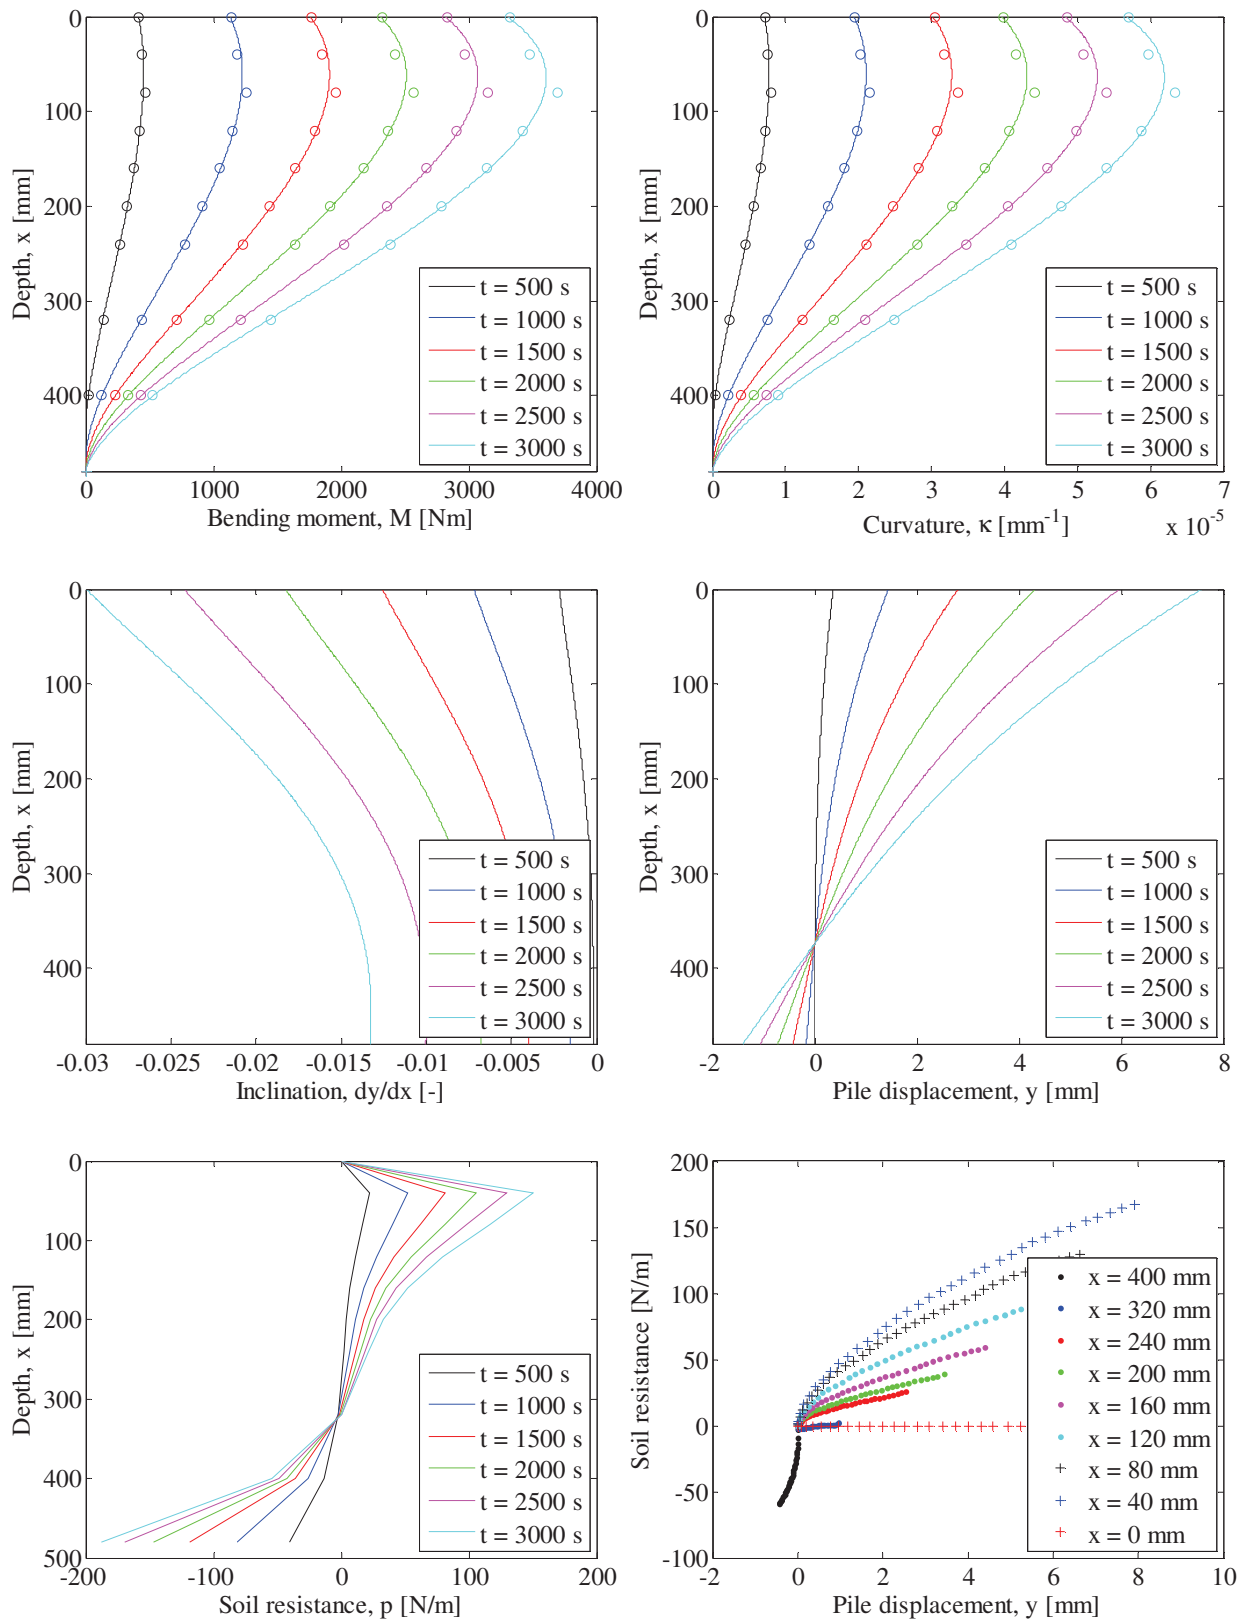 0
100
200
300
400
Depth, x [mm]
0 1000 2000 3000 4000
Bending moment, M [Nm]
t = 500 s
t = 1000 s
t = 1500 s
t = 2000 s
t = 2500 s
t = 3000 s
0
100
200
300
400
Depth, x [mm]
0 1 2 3 4 5 6 7
Curvature, κ [mm⁻¹]
x 10⁻⁵
t = 500 s
t = 1000 s
t = 1500 s
t = 2000 s
t = 2500 s
t = 3000 s
0
100
200
300
400
Depth, x [mm]
-0.03 -0.025 -0.02 -0.015 -0.01 -0.005 0
Inclination, dy/dx [-]
t = 500 s
t = 1000 s
t = 1500 s
t = 2000 s
t = 2500 s
t = 3000 s
0
100
200
300
400
Depth, x [mm]
-2 0 2 4 6 8
Pile displacement, y [mm]
t = 500 s
t = 1000 s
t = 1500 s
t = 2000 s
t = 2500 s
t = 3000 s
0
100
200
300
400
500
Depth, x [mm]
-200 -100 0 100 200
Soil resistance, p [N/m]
t = 500 s
t = 1000 s
t = 1500 s
t = 2000 s
t = 2500 s
t = 3000 s
200
150
100
50
0
-50
-100
Soil resistance [N/m]
-2 0 2 4 6 8 10
Pile displacement, y [mm]
x = 400 mm
x = 320 mm
x = 240 mm
x = 200 mm
x = 160 mm
x = 120 mm
x = 80 mm
x = 40 mm
x = 0 mm